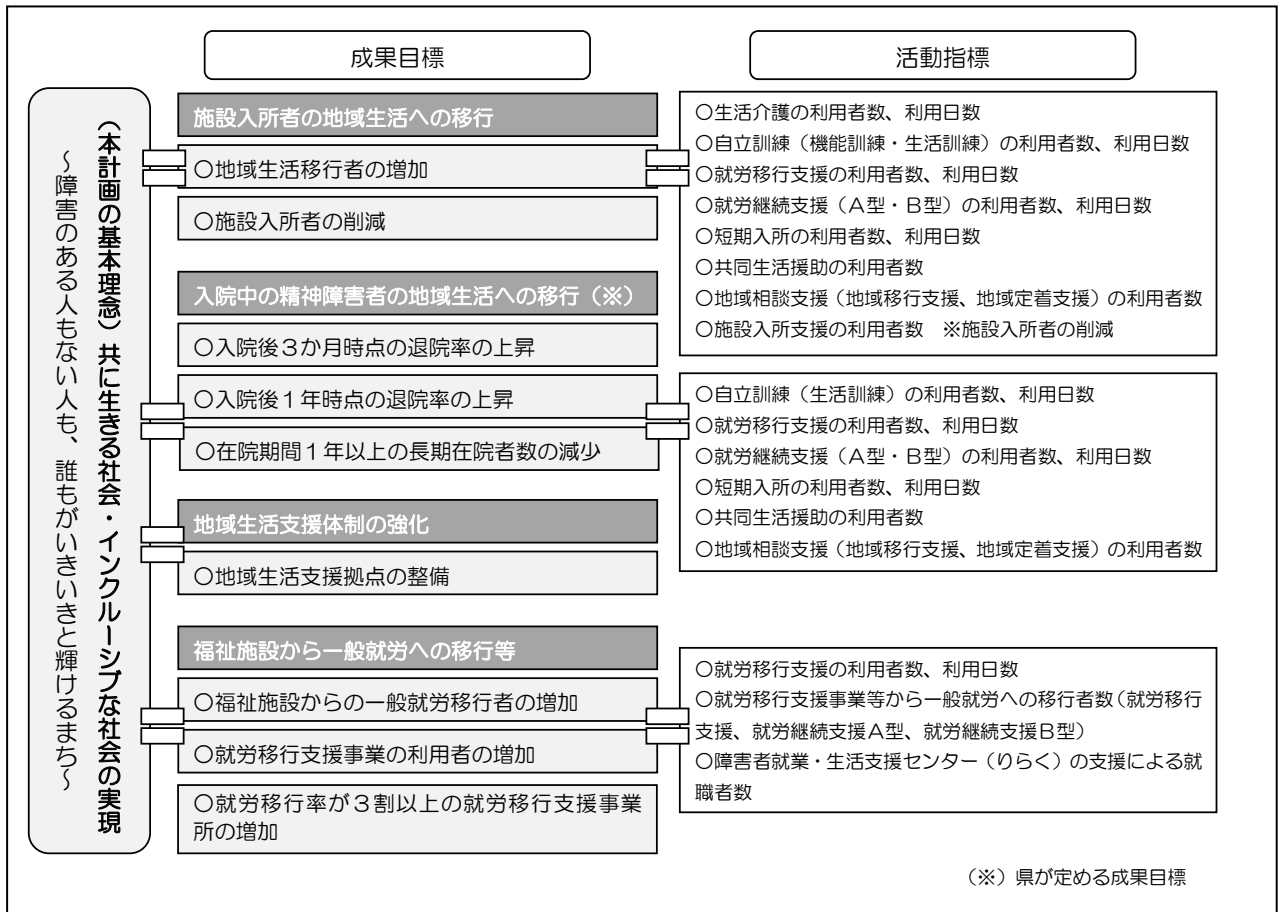 成果目標
活動指標
（本計画の基本理念）共に生きる社会・インクルーシブな社会の実現
～障害のある人もない人も、誰もがいきいきと輝けるまち～
施設入所者の地域生活への移行
○地域生活移行者の増加
○施設入所者の削減
入院中の精神障害者の地域生活への移行（※）
○入院後３か月時点の退院率の上昇
○入院後１年時点の退院率の上昇
○在院期間１年以上の長期在院者数の減少
地域生活支援体制の強化
○地域生活支援拠点の整備
福祉施設から一般就労への移行等
○福祉施設からの一般就労移行者の増加
○就労移行支援事業の利用者の増加
○就労移行率が３割以上の就労移行支援事業
所の増加
○生活介護の利用者数、利用日数
○自立訓練（機能訓練・生活訓練）の利用者数、利用日数
○就労移行支援の利用者数、利用日数
○就労継続支援（Ａ型・Ｂ型）の利用者数、利用日数
○短期入所の利用者数、利用日数
○共同生活援助の利用者数
○地域相談支援（地域移行支援、地域定着支援）の利用者数
○施設入所支援の利用者数　※施設入所者の削減
○自立訓練（生活訓練）の利用者数、利用日数
○就労移行支援の利用者数、利用日数
○就労継続支援（Ａ型・Ｂ型）の利用者数、利用日数
○短期入所の利用者数、利用日数
○共同生活援助の利用者数
○地域相談支援（地域移行支援、地域定着支援）の利用者数
○就労移行支援の利用者数、利用日数
○就労移行支援事業等から一般就労への移行者数（就労移行
支援、就労継続支援Ａ型、就労継続支援Ｂ型）
○障害者就業・生活支援センター（りらく）の支援による就
職者数
（※）県が定める成果目標